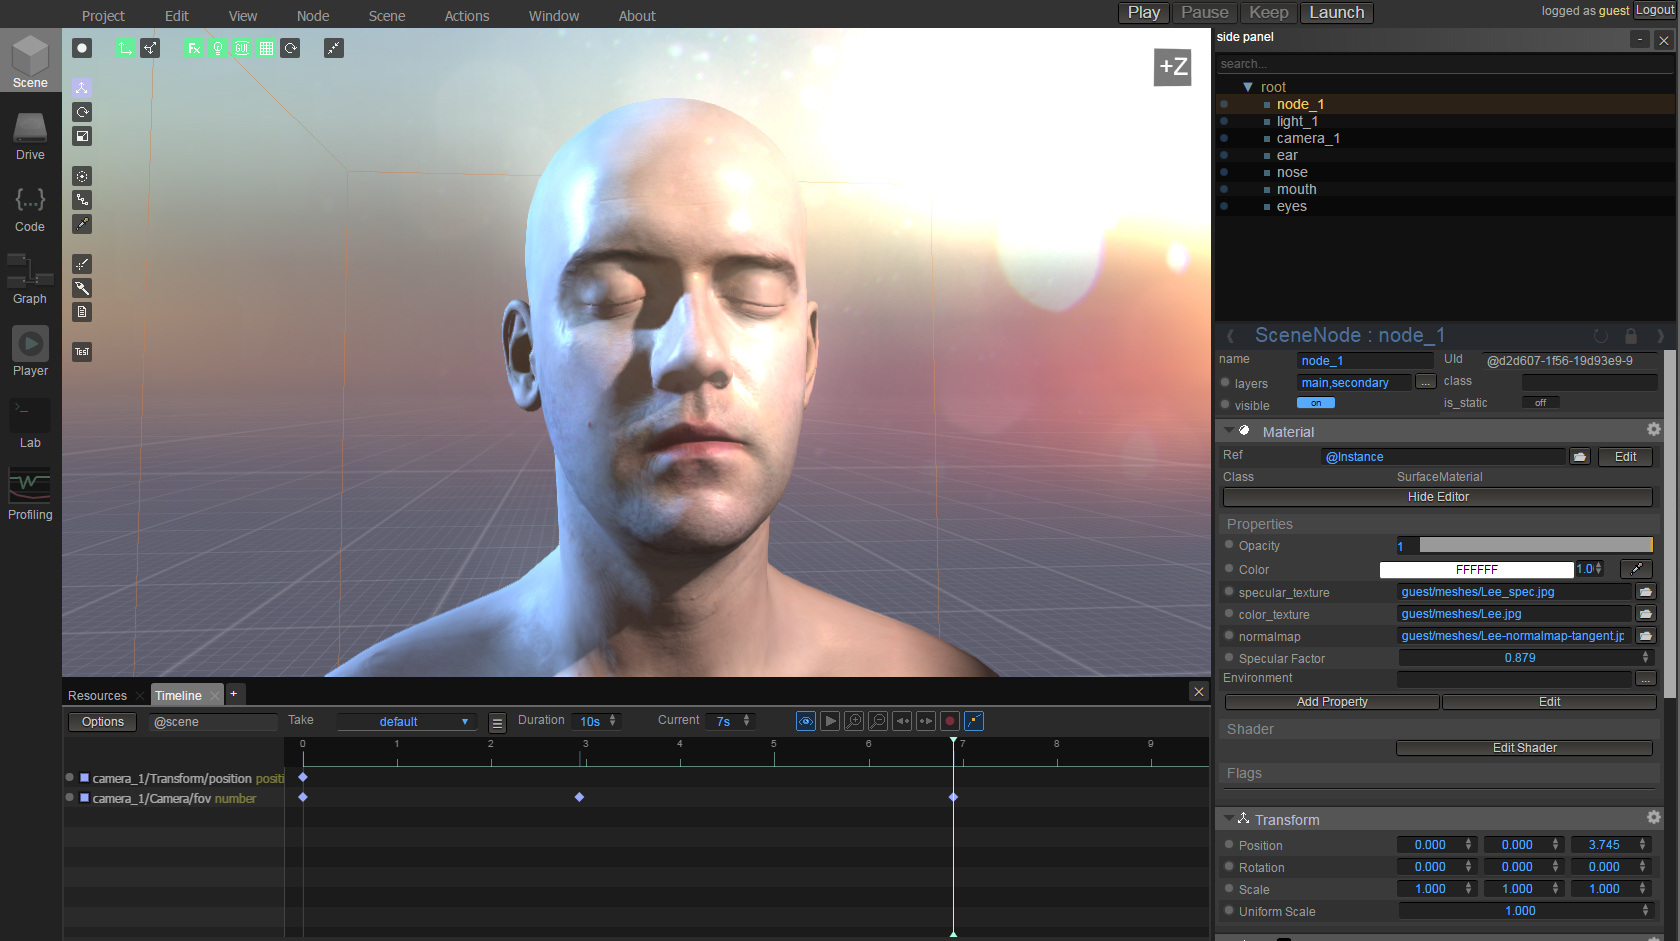 Project Edit View Node Scene Actions Window About
Play Pause Keep Launch
logged as guest Logout
Scene
Drive
{...}
Code
Graph
Player
>_
Lab
Profiling
Fx GUI
TEST
+Z
side panel - ×
search...
▼ root
node_1
light_1
camera_1
ear
nose
mouth
eyes
SceneNode : node_1
name node_1 UId @d2d607-1f56-19d93e9-9
layers main,secondary ... class
visible on is_static off
Material
Ref @Instance Edit
Class SurfaceMaterial
Hide Editor
Properties
Opacity 1
Color FFFFFF 1.0
specular_texture guest/meshes/Lee_spec.jpg
color_texture guest/meshes/Lee.jpg
normalmap guest/meshes/Lee-normalmap-tangent.jp
Specular Factor 0.879
Environment ...
Add Property Edit
Shader
Edit Shader
Flags
Transform
Position 0.000 0.000 3.745
Rotation 0.000 0.000 0.000
Scale 1.000 1.000 1.000
Uniform Scale 1.000
Resources × Timeline × + ×
Options @scene Take default ▼ Duration 10s Current 7s
0 1 2 3 4 5 6 7 8 9
camera_1/Transform/position positi
camera_1/Camera/fov number